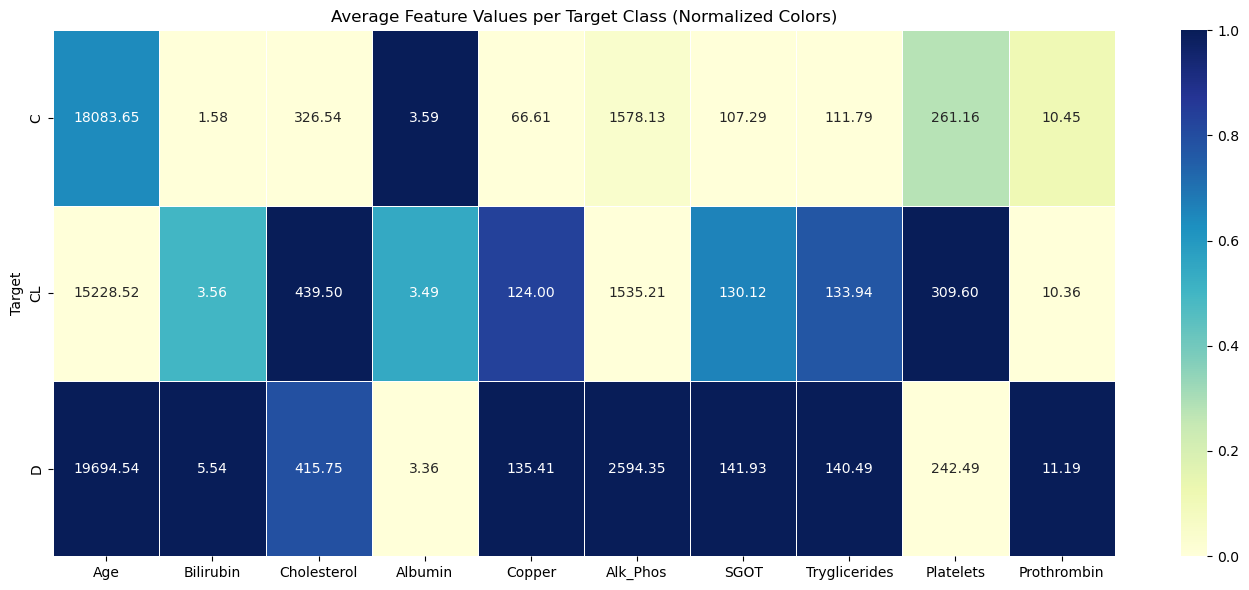 Average Feature Values per Target Class (Normalized Colors)
Target
C
18083.65 1.58 326.54 3.59 66.61 1578.13 107.29 111.79 261.16 10.45
CL
15228.52 3.56 439.50 3.49 124.00 1535.21 130.12 133.94 309.60 10.36
D
19694.54 5.54 415.75 3.36 135.41 2594.35 141.93 140.49 242.49 11.19
Age Bilirubin Cholesterol Albumin Copper Alk_Phos SGOT Tryglicerides Platelets Prothrombin
1.0
0.8
0.6
0.4
0.2
0.0